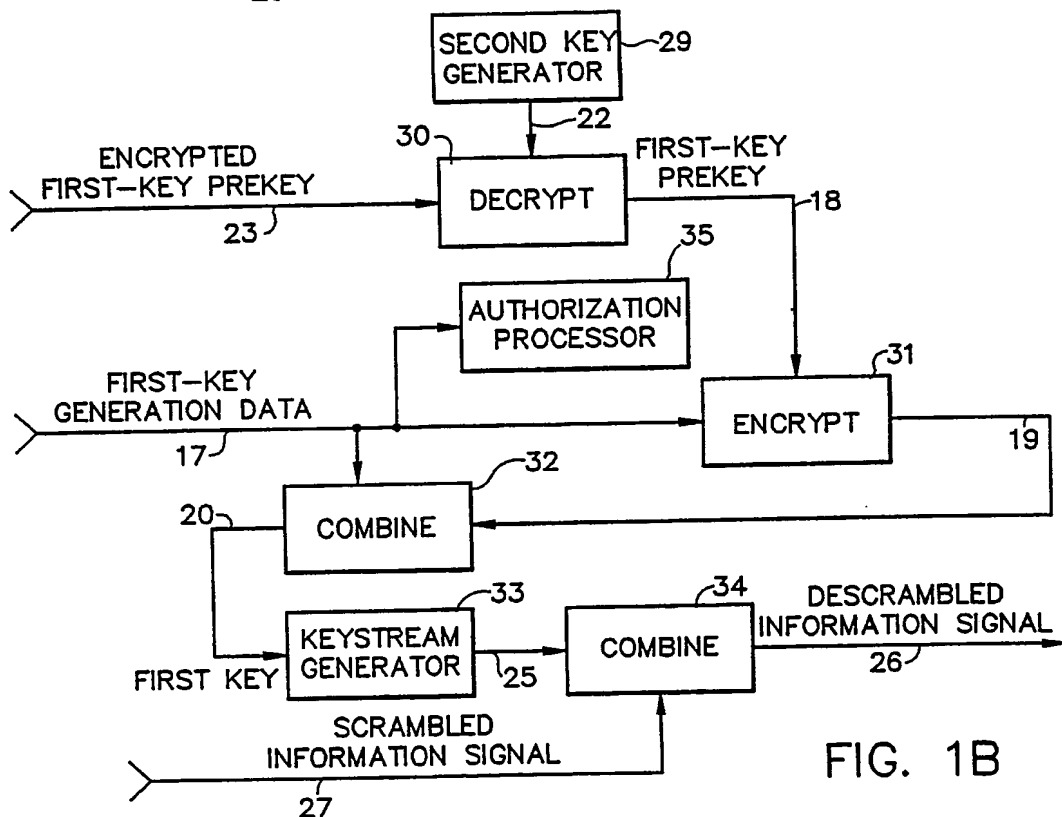 SECOND KEY
GENERATOR
29
22
30
ENCRYPTED
FIRST-KEY PREKEY
23
DECRYPT
FIRST-KEY
PREKEY
18
35
AUTHORIZATION
PROCESSOR
FIRST-KEY
GENERATION DATA
17
31
ENCRYPT
19
32
20
COMBINE
33
KEYSTREAM
GENERATOR
FIRST KEY
25
34
COMBINE
DESCRAMBLED
INFORMATION SIGNAL
26
SCRAMBLED
INFORMATION SIGNAL
27
FIG. 1B